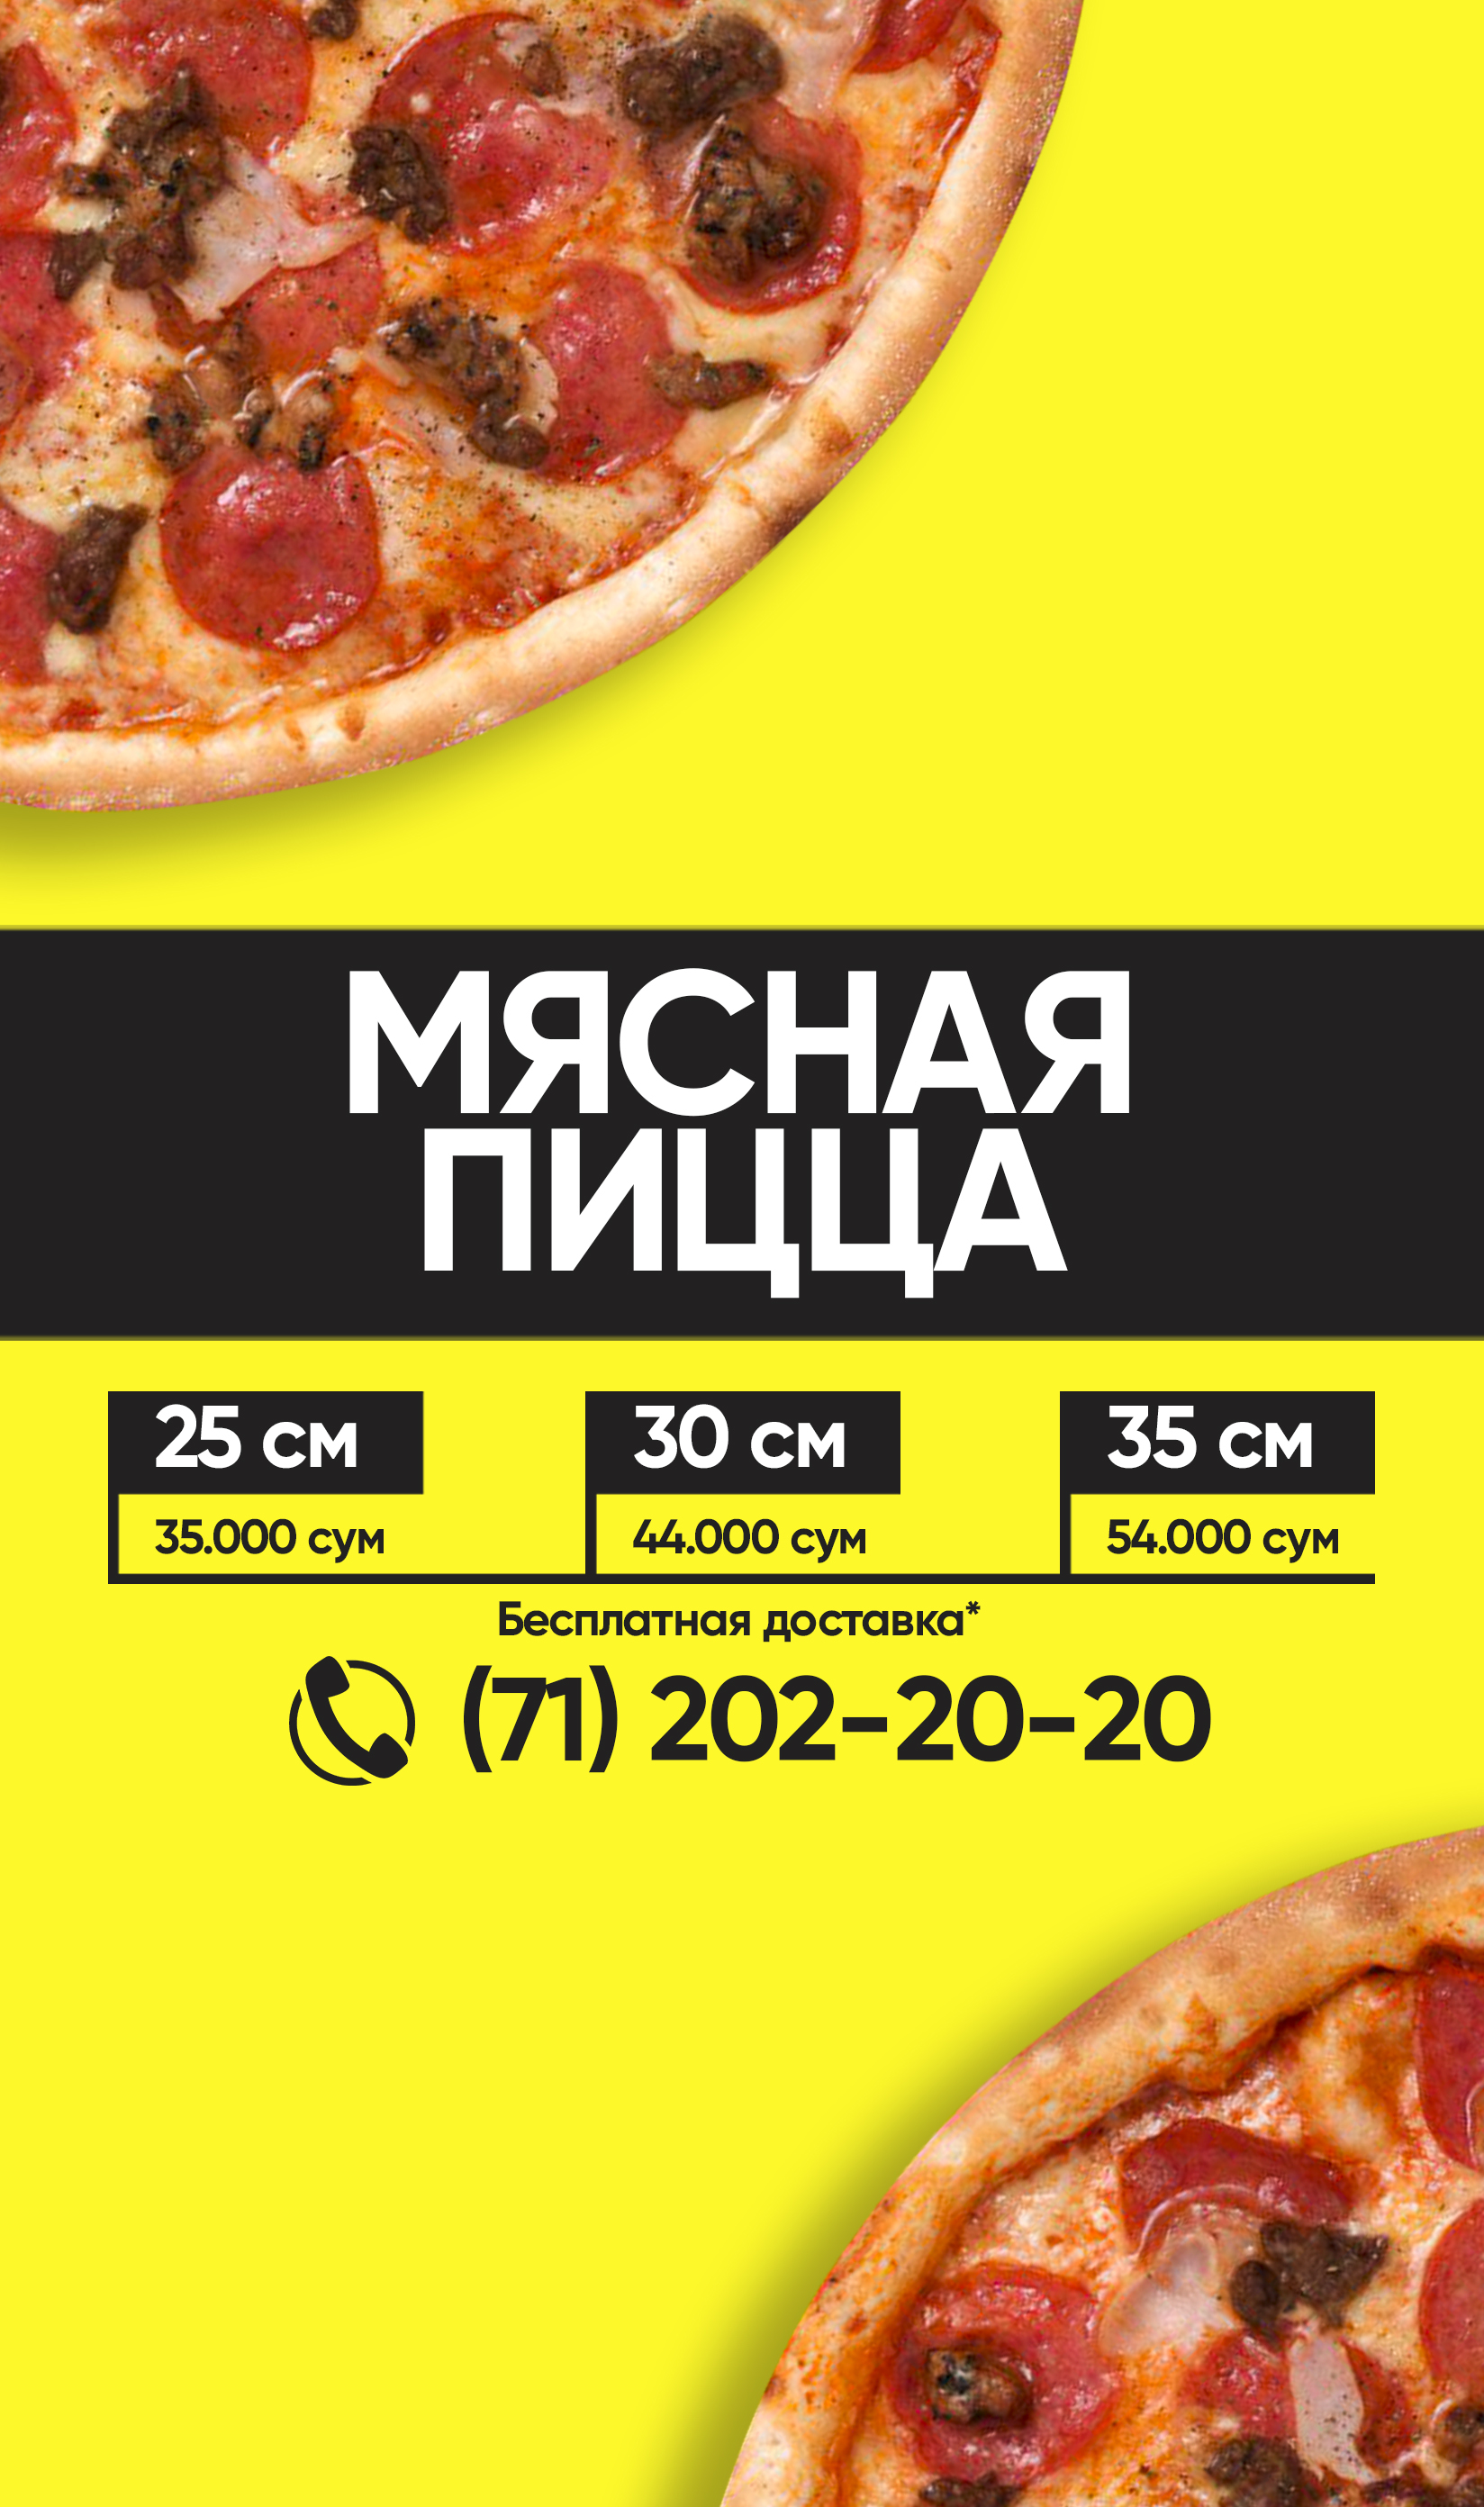 МЯСНАЯ
ПИЦЦА
25 см 30 см 35 см
35.000 сум 44.000 сум 54.000 сум
Бесплатная доставка*
(71) 202-20-20